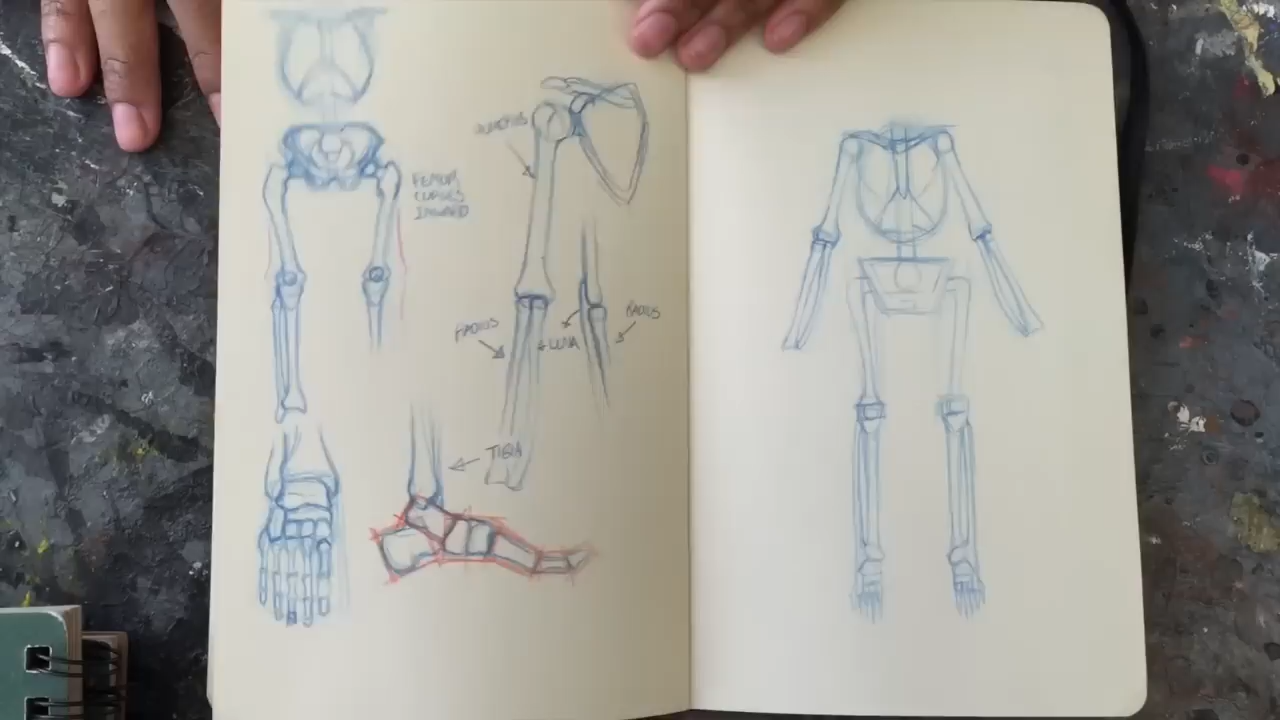 HUMERUS
FEMUR
CURVES
INWARD
RADIUS
ULNA
RADIUS
TIBIA